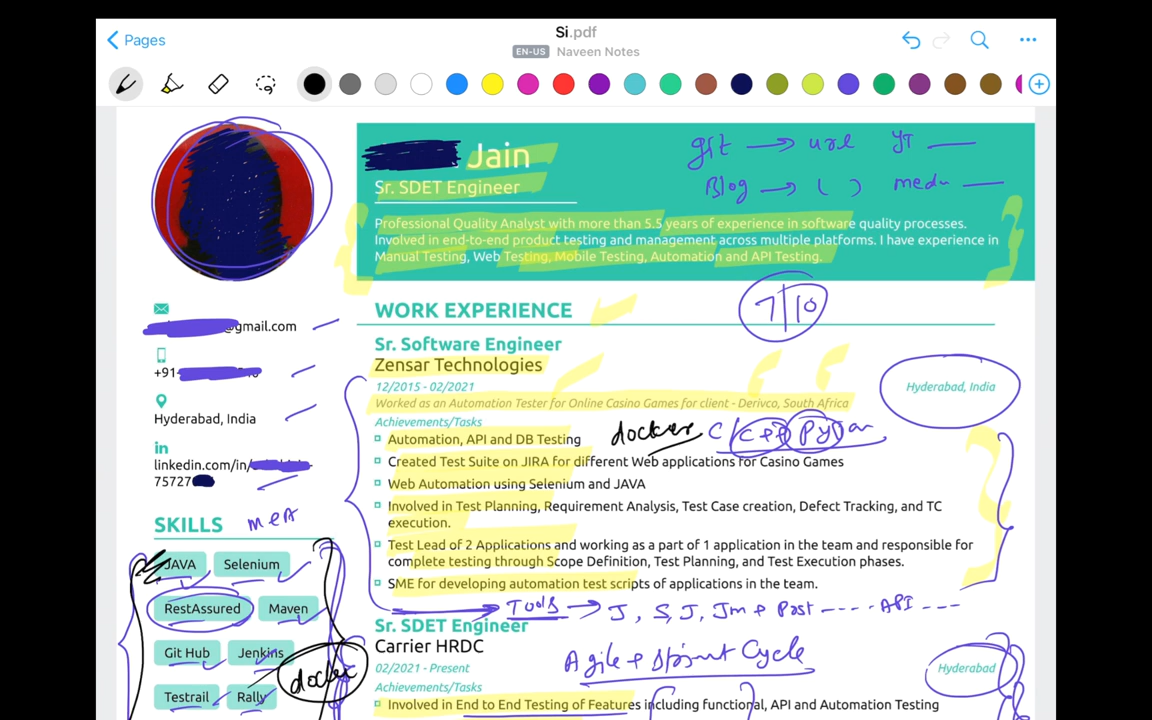 Pages
Si.pdf
EN-US Naveen Notes
Jain
Sr. SDET Engineer
git → url YT —
Blog → ( ) medu —
Professional Quality Analyst with more than 5.5 years of experience in software quality processes.
Involved in end-to-end product testing and management across multiple platforms. I have experience in
Manual Testing, Web Testing, Mobile Testing, Automation and API Testing.
@gmail.com
+91-
Hyderabad, India
in
linkedin.com/in/
75727
SKILLS
JAVA Selenium
RestAssured Maven
Git Hub Jenkins
docker
Testrail Rally
WORK EXPERIENCE
7/10
Sr. Software Engineer
Zensar Technologies
12/2015 - 02/2021
Hyderabad, India
Worked as an Automation Tester for Online Casino Games for client - Derivco, South Africa
Achievements/Tasks
docker C/C++ Python
Automation, API and DB Testing
Created Test Suite on JIRA for different Web applications for Casino Games
Web Automation using Selenium and JAVA
Involved in Test Planning, Requirement Analysis, Test Case creation, Defect Tracking, and TC
execution.
Test Lead of 2 Applications and working as a part of 1 application in the team and responsible for
complete testing through Scope Definition, Test Planning, and Test Execution phases.
SME for developing automation test scripts of applications in the team.
Tools → J, S, J, Jm + Post ---- API ---
Sr. SDET Engineer
Carrier HRDC
Agile + Sprint Cycle
02/2021 - Present
Hyderabad
Achievements/Tasks
Involved in End to End Testing of Features including functional, API and Automation Testing